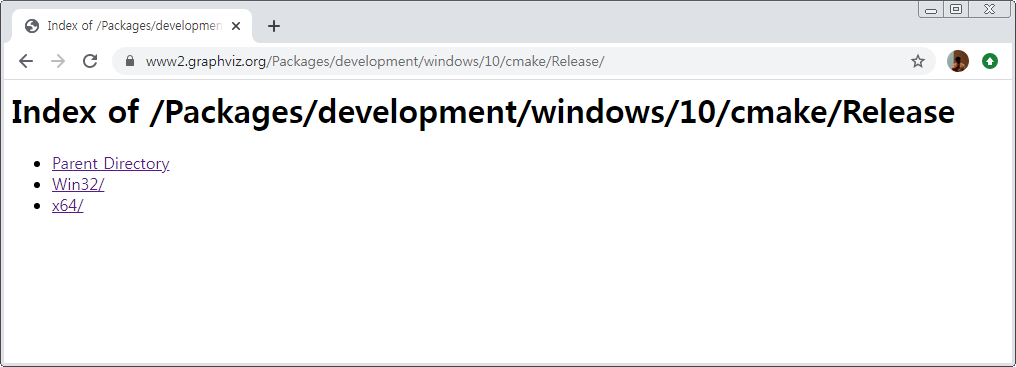 Index of /Packages/developmen
www2.graphviz.org/Packages/development/windows/10/cmake/Release/
Index of /Packages/development/windows/10/cmake/Release
Parent Directory
Win32/
x64/